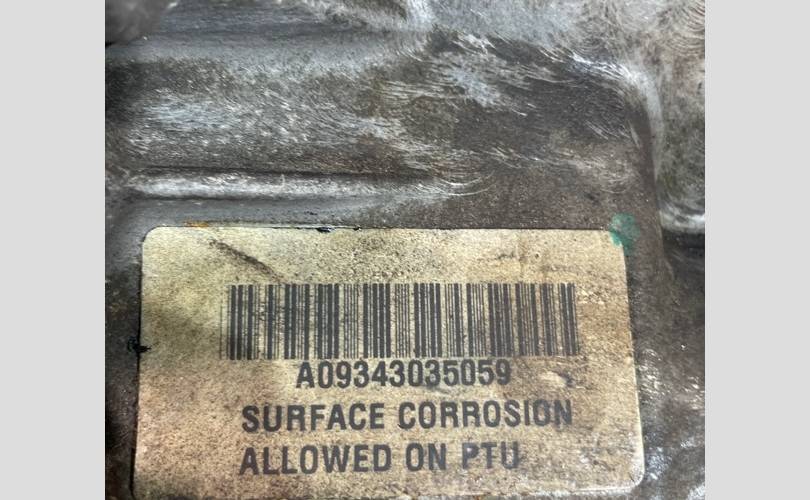 A09343035059
SURFACE CORROSION
ALLOWED ON PTU